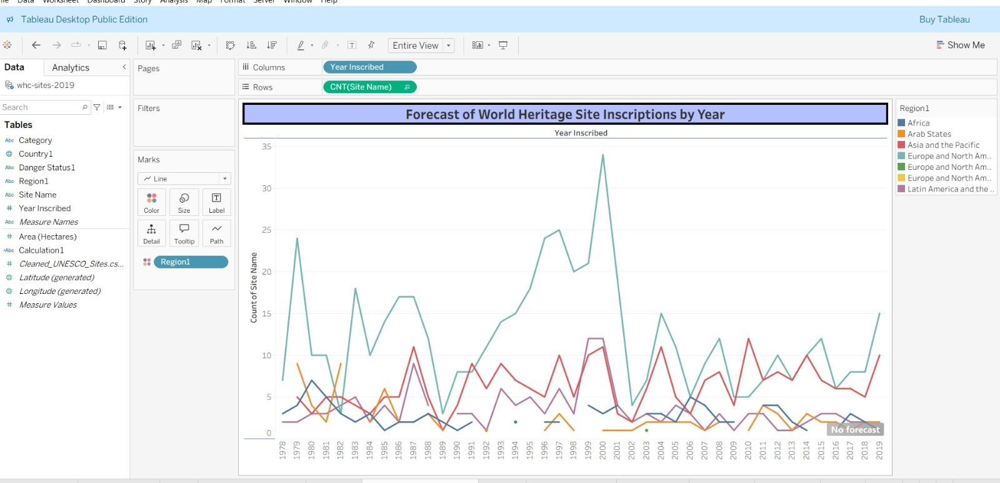 Data Worksheet Dashboard Story Analysis Map Format Server Window Help
Tableau Desktop Public Edition
Buy Tableau
Entire View
Show Me
Data
Analytics
whc-sites-2019
Search
Tables
Abc Category
Country1
Abc Danger Status1
Abc Region1
Abc Site Name
# Year Inscribed
Abc Measure Names
# Area (Hectares)
Abc Calculation1
# Cleaned_UNESCO_Sites.cs...
Latitude (generated)
Longitude (generated)
# Measure Values
Pages
Filters
Marks
Line
Color
Size
Label
Detail
Tooltip
Path
Region1
Columns
Year Inscribed
Rows
CNT(Site Name)
Forecast of World Heritage Site Inscriptions by Year
Year Inscribed
Count of Site Name
35
30
25
20
15
10
5
0
No forecast
1978
1979
1980
1981
1982
1983
1984
1985
1986
1987
1988
1989
1990
1991
1992
1993
1994
1995
1996
1997
1998
1999
2000
2001
2002
2003
2004
2005
2006
2007
2008
2009
2010
2011
2012
2013
2014
2015
2016
2017
2018
2019
Region1
Africa
Arab States
Asia and the Pacific
Europe and North Am..
Europe and North Am..
Europe and North Am..
Latin America and the ..